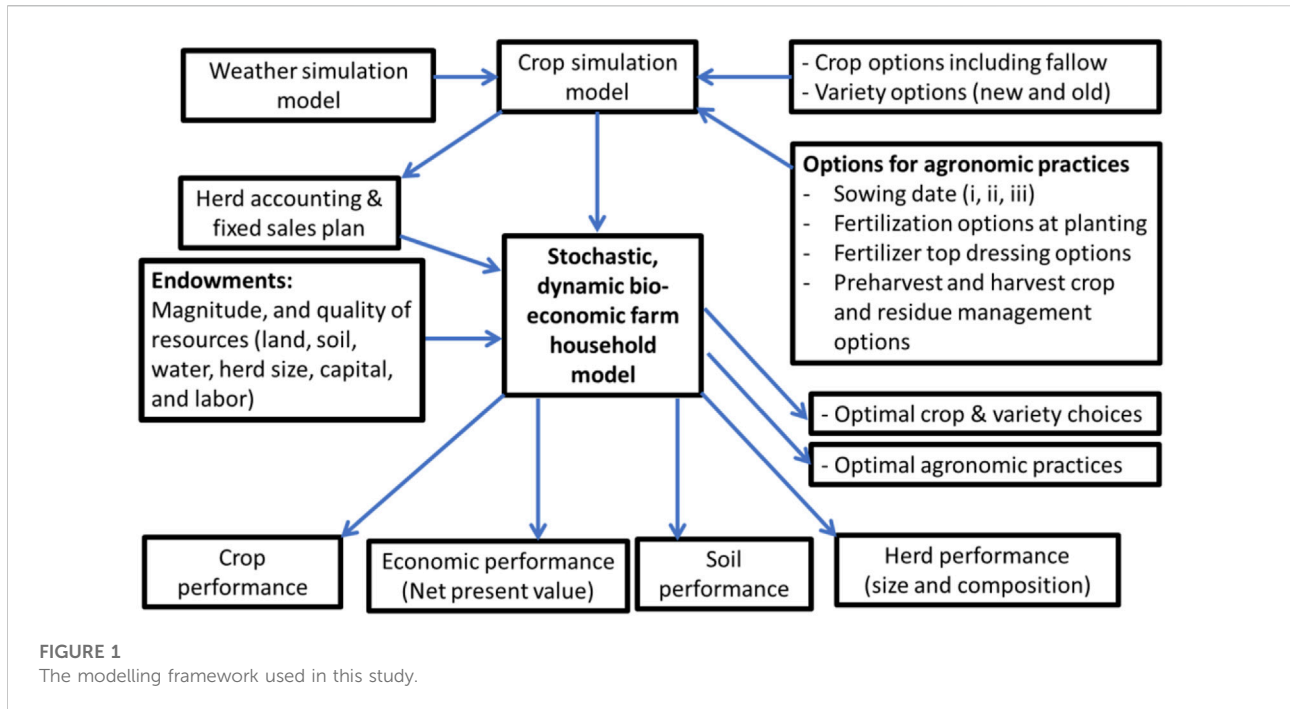 Weather simulation
model
Crop simulation
model
- Crop options including fallow
- Variety options (new and old)
Options for agronomic practices
- Sowing date (i, ii, iii)
- Fertilization options at planting
- Fertilizer top dressing options
- Preharvest and harvest crop
and residue management
options
Herd accounting &
fixed sales plan
Endowments:
Magnitude, and quality of
resources (land, soil,
water, herd size, capital,
and labor)
Stochastic,
dynamic bio-
economic farm
household
model
- Optimal crop & variety choices
- Optimal agronomic practices
Crop
performance
Economic performance
(Net present value)
Soil
performance
Herd performance
(size and composition)
FIGURE 1
The modelling framework used in this study.